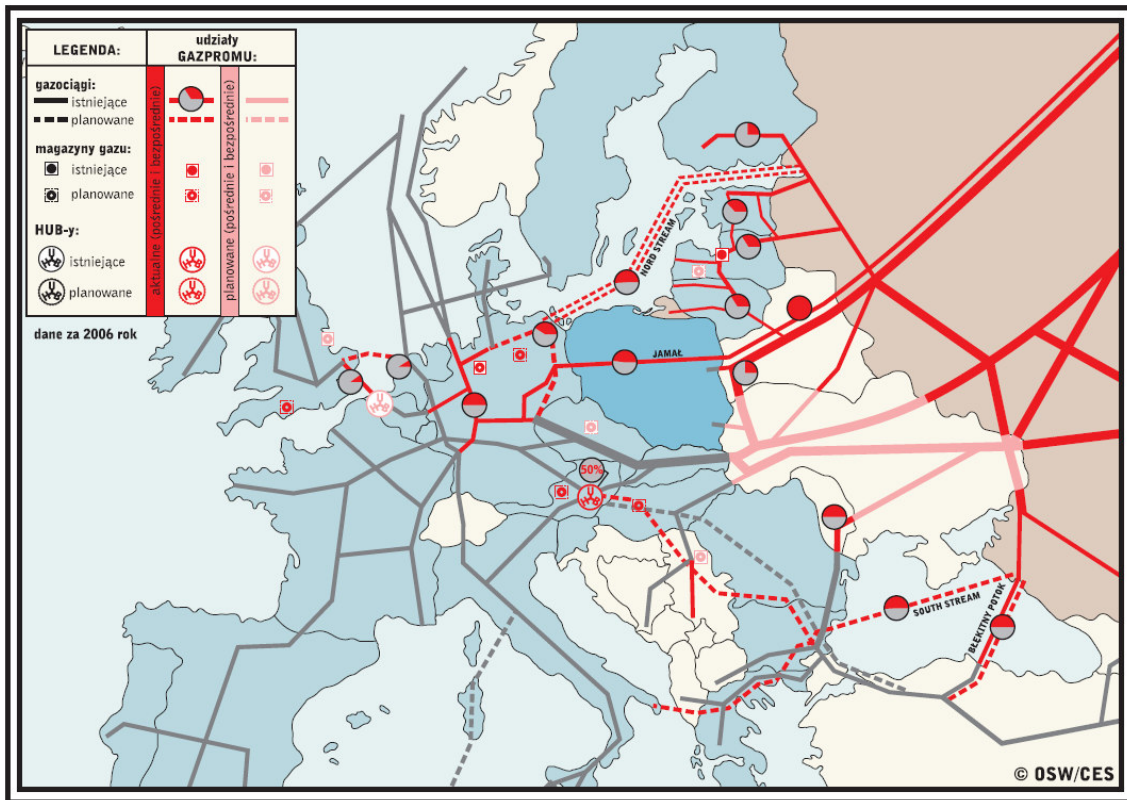 LEGENDA:
udziały
GAZPROMU:
gazociągi:
istniejące
planowane
magazyny gazu:
istniejące
planowane
HUB-y:
istniejące
planowane
aktualne (pośrednie i bezpośrednie)
planowane (pośrednie i bezpośrednie)
dane za 2006 rok
NORD STREAM
JAMAŁ
50%
SOUTH STREAM
BŁĘKITNY POTOK
© OSW/CES